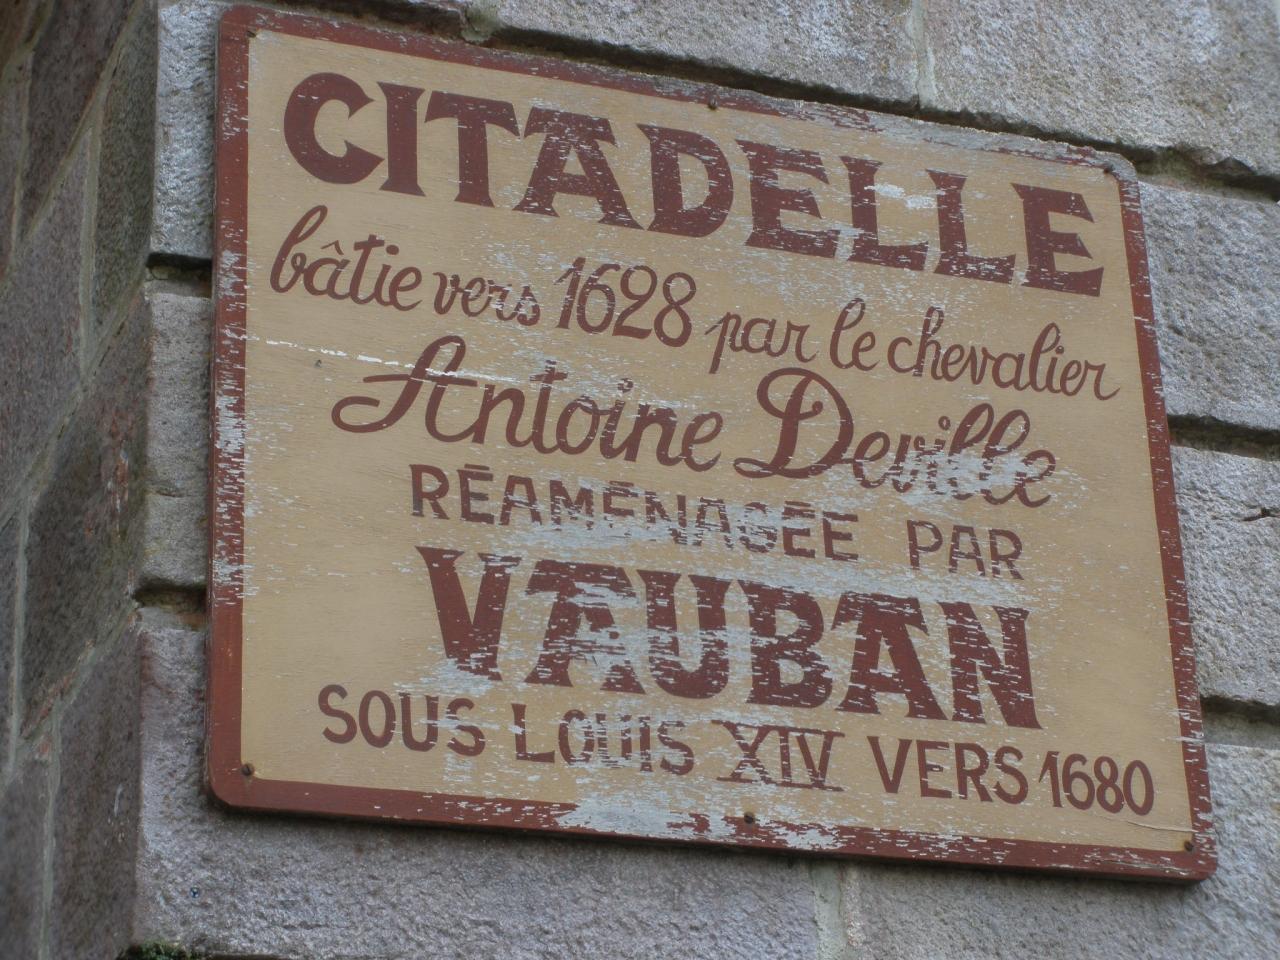 CITADELLE
bâtie vers 1628 par le chevalier
Antoine Deville
RÉAMÉNAGÉE PAR
VAUBAN
SOUS LOUIS XIV VERS 1680